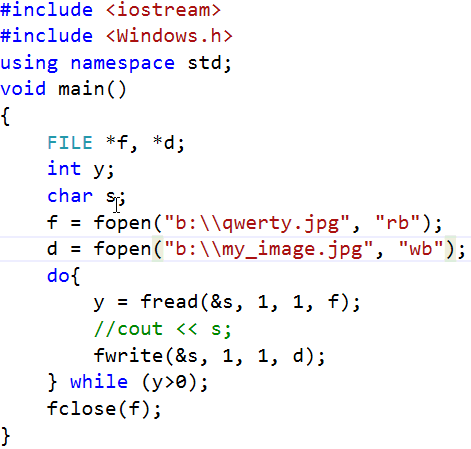 #include <iostream>
#include <Windows.h>
using namespace std;
void main()
{
    FILE *f, *d;
    int y;
    char s;
    f = fopen("b:\\qwerty.jpg", "rb");
    d = fopen("b:\\my_image.jpg", "wb");
    do{
        y = fread(&s, 1, 1, f);
        //cout << s;
        fwrite(&s, 1, 1, d);
    } while (y>0);
    fclose(f);
}